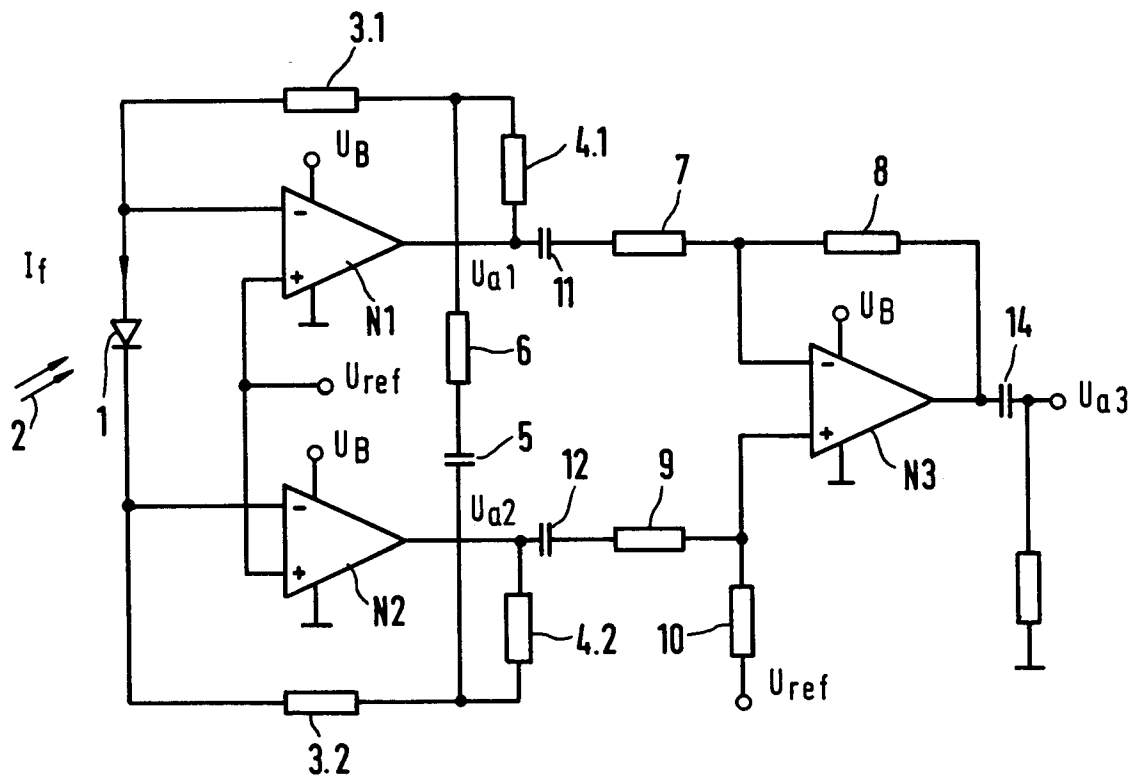 3.1
U_B
4.1
7
8
I_f
U_a1
11
N1
U_B
14
6
1
U_ref
U_a3
2
U_B
5
12
9
N3
U_a2
N2
4.2
10
U_ref
3.2
-
+
-
+
-
+